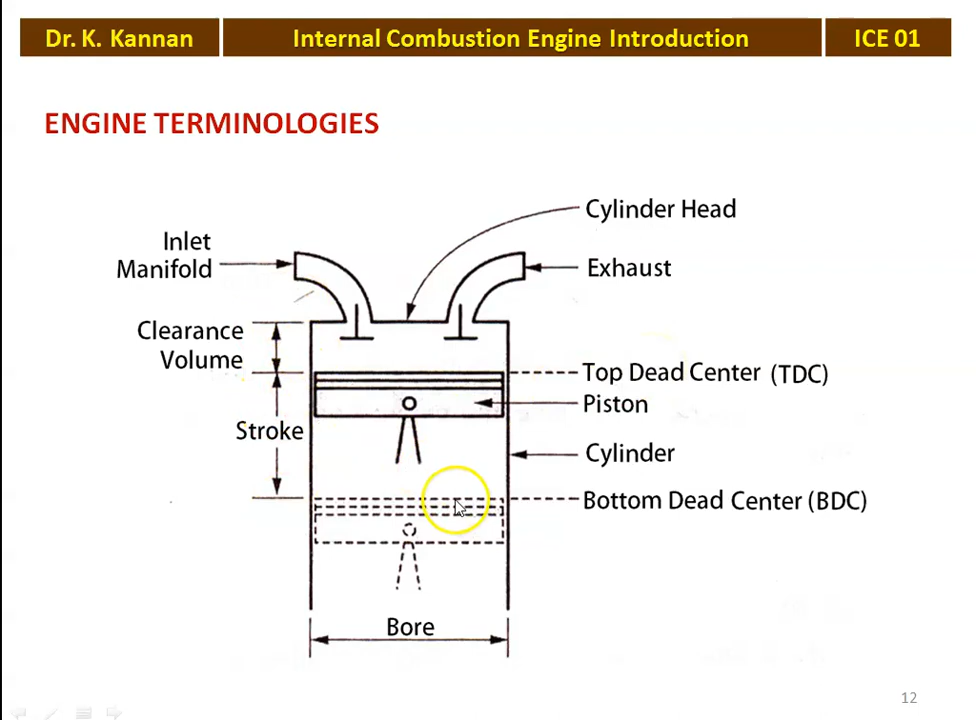 Dr. K. Kannan
Internal Combustion Engine Introduction
ICE 01
ENGINE TERMINOLOGIES
Cylinder Head
Inlet
Manifold
Exhaust
Clearance
Volume
Top Dead Center (TDC)
Piston
Stroke
Cylinder
Bottom Dead Center (BDC)
Bore
12